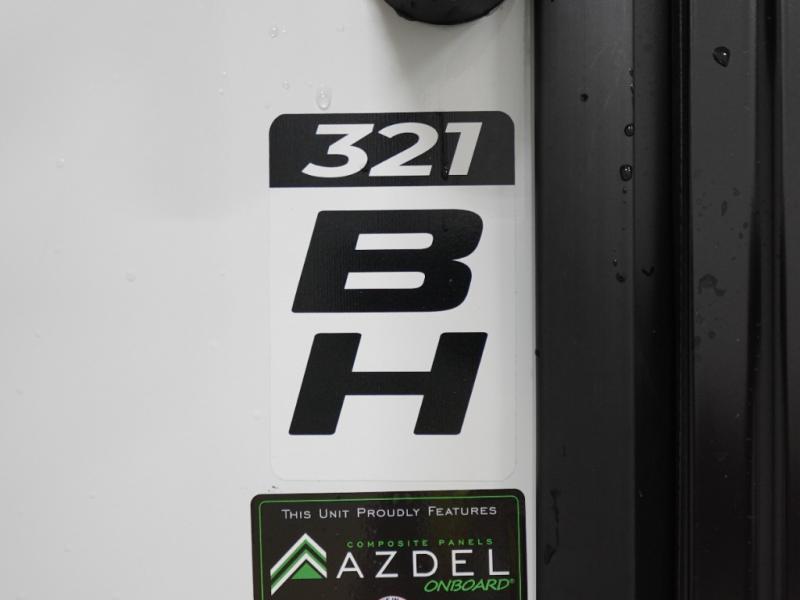 321
B
H
THIS UNIT PROUDLY FEATURES
COMPOSITE PANELS
AZDEL
ONBOARD®